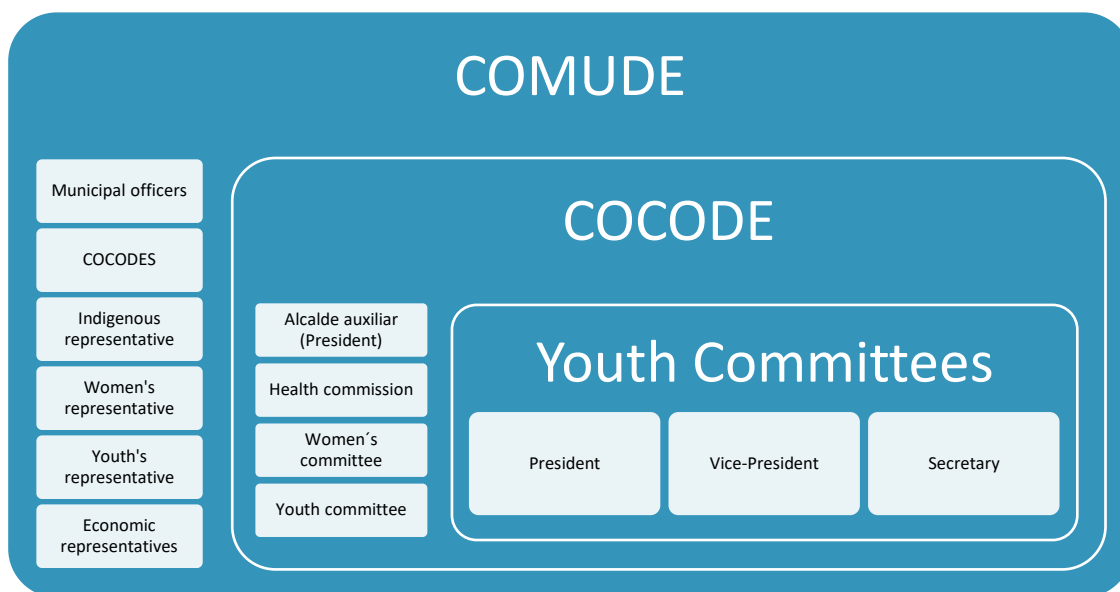 COMUDE
Municipal officers
COCODES
Indigenous
representative
Women's
representative
Youth's
representative
Economic
representatives
COCODE
Alcalde auxiliar
(President)
Health commission
Women´s
committee
Youth committee
Youth Committees
President
Vice-President
Secretary